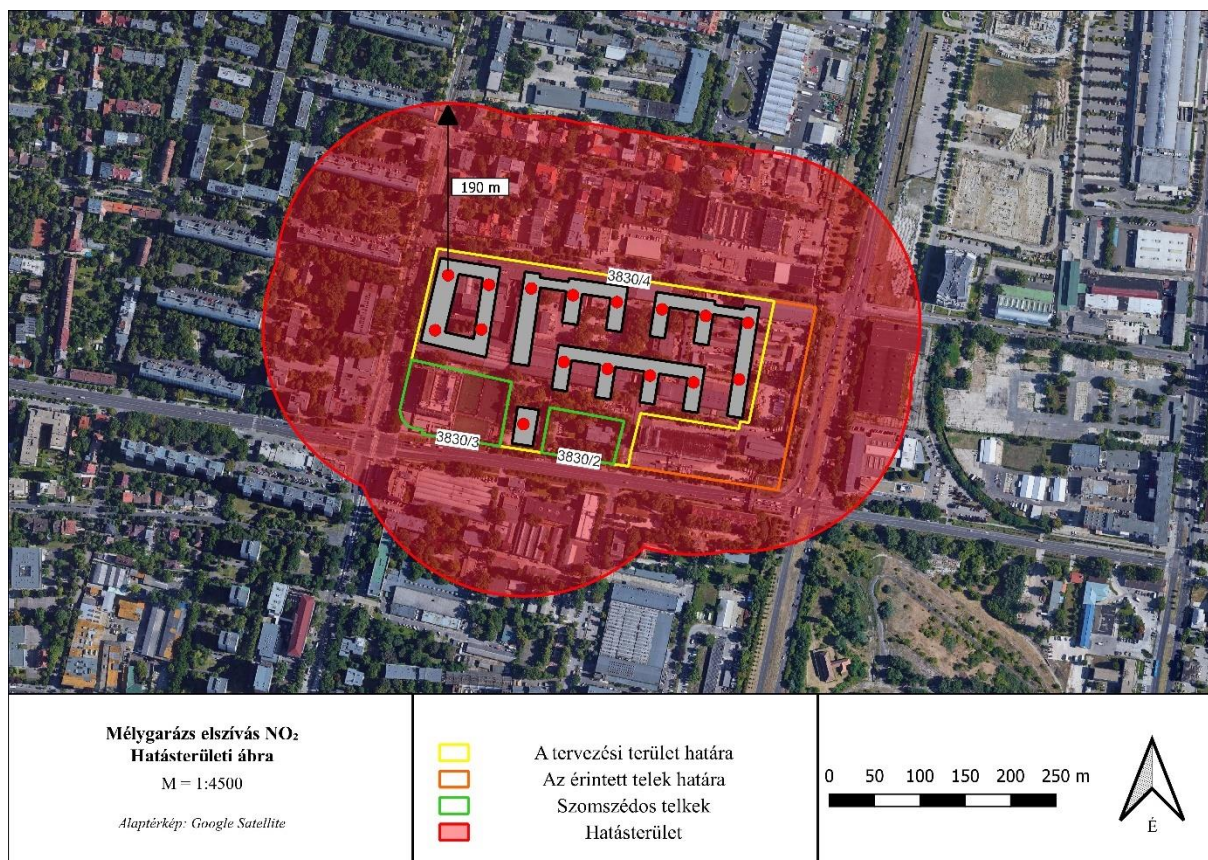 190 m
3830/4
3830/3
3830/2
Mélygarázs elszívás NO₂
Hatásterületi ábra
M = 1:4500
Alaptérkép: Google Satellite
A tervezési terület határa
Az érintett telek határa
Szomszédos telkek
Hatásterület
0 50 100 150 200 250 m
É